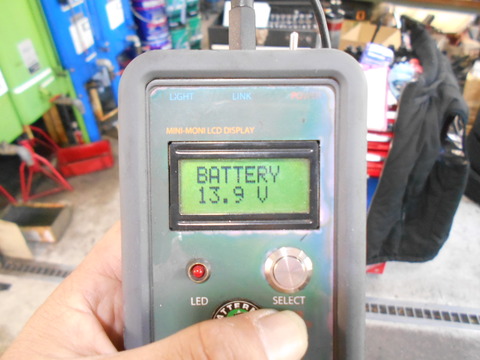 LIGHT LINK
MINI-MONI LCD DISPLAY
BATTERY
13.9 V
LED SELECT